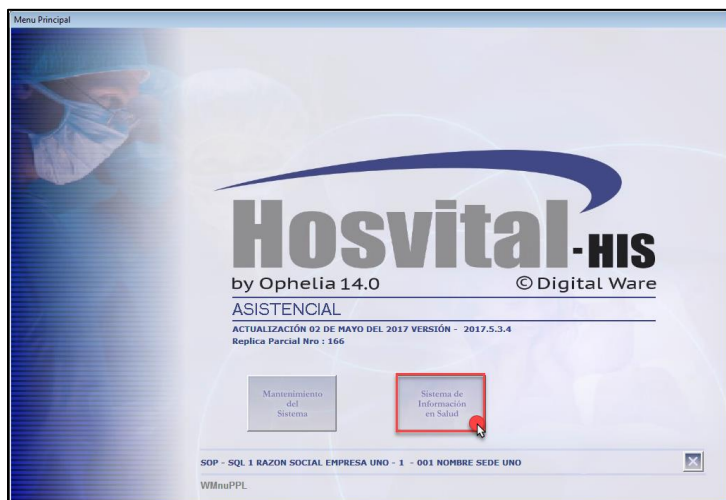 Menu Principal
Hosvital-HIS
by Ophelia 14.0 © Digital Ware
ASISTENCIAL
ACTUALIZACIÓN 02 DE MAYO DEL 2017 VERSIÓN - 2017.5.3.4
Replica Parcial Nro : 166
Mantenimiento
del
Sistema
Sistema de
Información
en Salud
SOP - SQL 1 RAZON SOCIAL EMPRESA UNO - 1 - 001 NOMBRE SEDE UNO
WMnuPPL